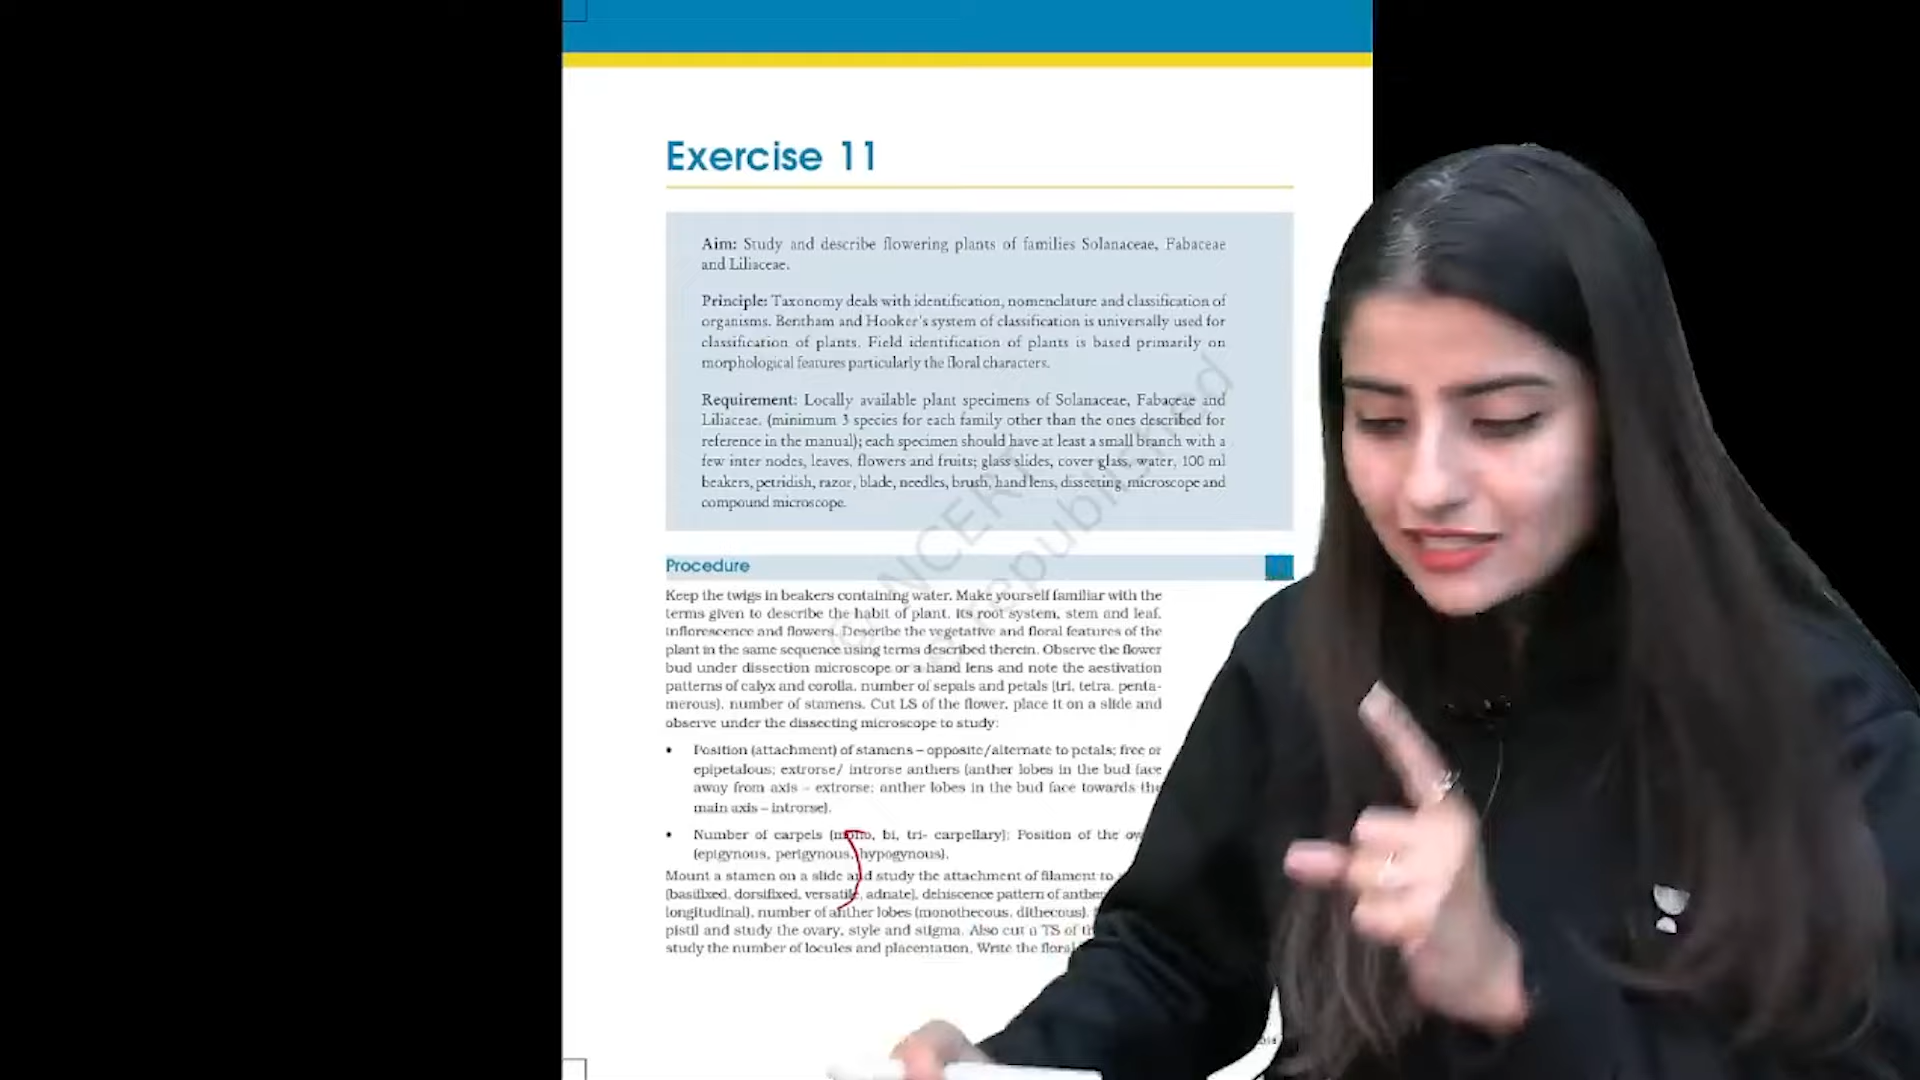 Exercise 11
Aim: Study and describe flowering plants of families Solanaceae, Fabaceae
and Liliaceae.
Principle: Taxonomy deals with identification, nomenclature and classification of
organisms. Bentham and Hooker's system of classification is universally used for
classification of plants. Field identification of plants is based primarily on
morphological features particularly the floral characters.
Requirement: Locally available plant specimens of Solanaceae, Fabaceae and
Liliaceae. (minimum 3 species for each family other than the ones described for
reference in the manual); each specimen should have at least a small branch with a
few inter nodes, leaves, flowers and fruits; glass slides, cover glass, water, 100 ml
beakers, petridish, razor, blade, needles, brush, hand lens, dissecting microscope and
compound microscope.
Procedure
Keep the twigs in beakers containing water. Make yourself familiar with the
terms given to describe the habit of plant, its root system, stem and leaf,
inflorescence and flowers. Describe the vegetative and floral features of the
plant in the same sequence using terms described therein. Observe the flower
bud under dissection microscope or a hand lens and note the aestivation
patterns of calyx and corolla, number of sepals and petals (tri, tetra, penta-
merous), number of stamens. Cut LS of the flower, place it on a slide and
observe under the dissecting microscope to study:
• Position (attachment) of stamens – opposite/alternate to petals; free or
epipetalous; extrorse/ introrse anthers (anther lobes in the bud face
away from axis – extrorse; anther lobes in the bud face towards the
main axis – introrse).
• Number of carpels (mono, bi, tri- carpellary); Position of the
(epigynous, perigynous, hypogynous).
Mount a stamen on a slide and study the attachment of filament to
(basifixed, dorsifixed, versatile, adnate), dehiscence pattern of anther
longitudinal), number of anther lobes (monothecous, dithecous).
pistil and study the ovary, style and stigma. Also cut a TS of
study the number of locules and placentation. Write the floral
© NCERT
republished